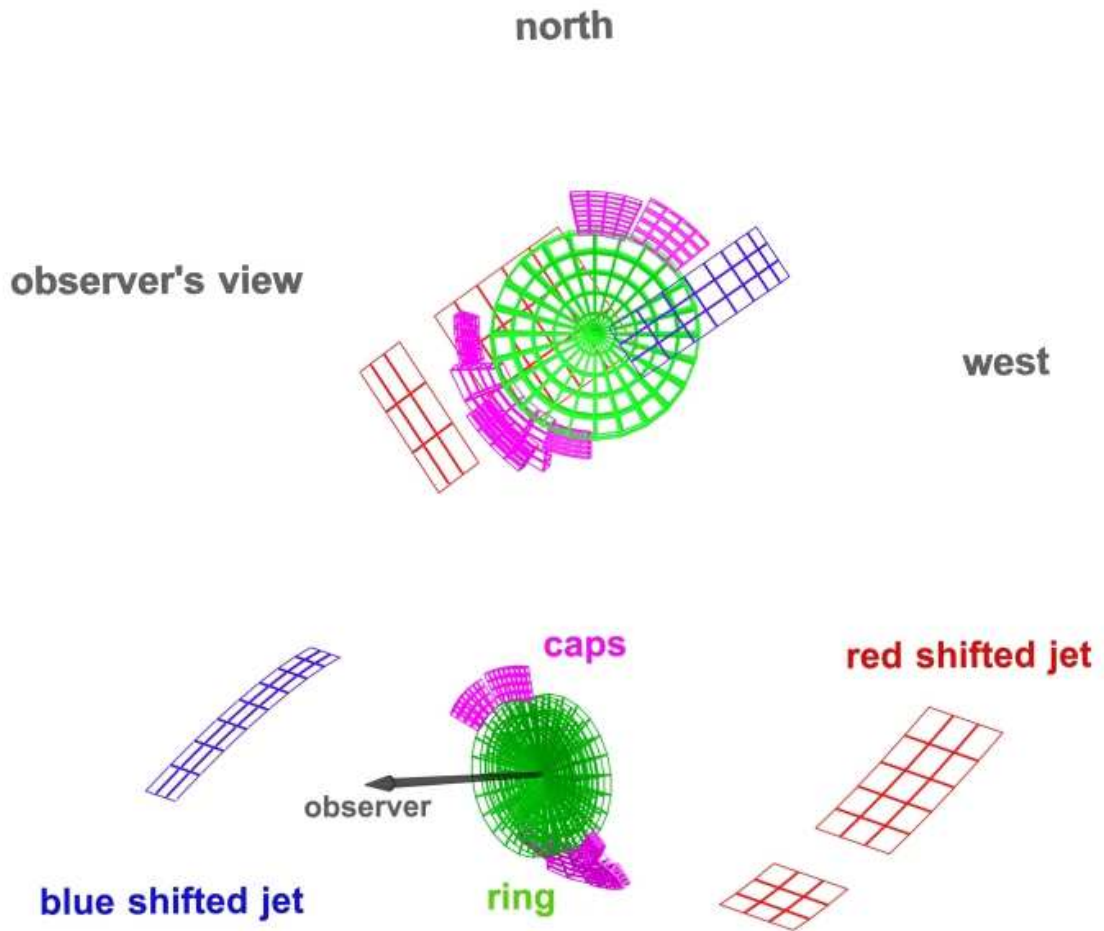 north
observer's view
west
caps
red shifted jet
observer
blue shifted jet
ring